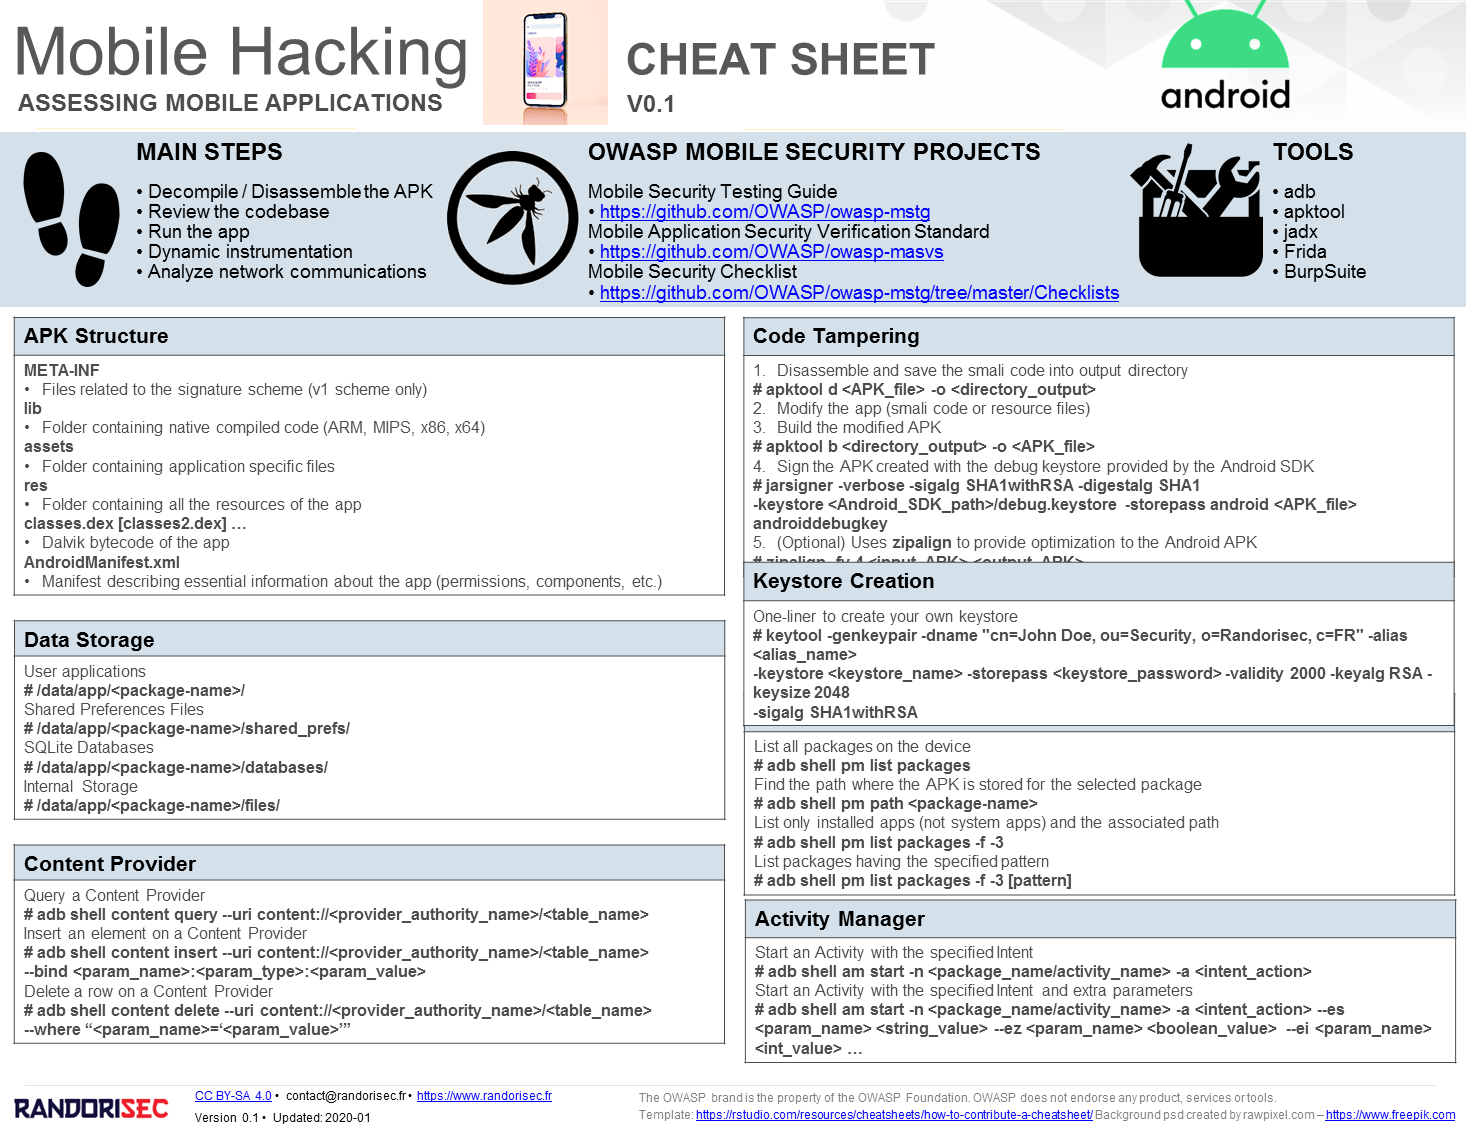 Mobile Hacking
ASSESSING MOBILE APPLICATIONS
CHEAT SHEET
V0.1
android
MAIN STEPS
• Decompile / Disassemble the APK
• Review the codebase
• Run the app
• Dynamic instrumentation
• Analyze network communications
OWASP MOBILE SECURITY PROJECTS
Mobile Security Testing Guide
• https://github.com/OWASP/owasp-mstg
Mobile Application Security Verification Standard
• https://github.com/OWASP/owasp-masvs
Mobile Security Checklist
• https://github.com/OWASP/owasp-mstg/tree/master/Checklists
TOOLS
• adb
• apktool
• jadx
• Frida
• BurpSuite
APK Structure
META-INF
• Files related to the signature scheme (v1 scheme only)
lib
• Folder containing native compiled code (ARM, MIPS, x86, x64)
assets
• Folder containing application specific files
res
• Folder containing all the resources of the app
classes.dex [classes2.dex] …
• Dalvik bytecode of the app
AndroidManifest.xml
• Manifest describing essential information about the app (permissions, components, etc.)
Data Storage
User applications
# /data/app/<package-name>/
Shared Preferences Files
# /data/app/<package-name>/shared_prefs/
SQLite Databases
# /data/app/<package-name>/databases/
Internal Storage
# /data/app/<package-name>/files/
Content Provider
Query a Content Provider
# adb shell content query --uri content://<provider_authority_name>/<table_name>
Insert an element on a Content Provider
# adb shell content insert --uri content://<provider_authority_name>/<table_name>
--bind <param_name>:<param_type>:<param_value>
Delete a row on a Content Provider
# adb shell content delete --uri content://<provider_authority_name>/<table_name>
--where “<param_name>=‘<param_value>’”
Code Tampering
1. Disassemble and save the smali code into output directory
# apktool d <APK_file> -o <directory_output>
2. Modify the app (smali code or resource files)
3. Build the modified APK
# apktool b <directory_output> -o <APK_file>
4. Sign the APK created with the debug keystore provided by the Android SDK
# jarsigner -verbose -sigalg SHA1withRSA -digestalg SHA1
-keystore <Android_SDK_path>/debug.keystore -storepass android <APK_file>
androiddebugkey
5. (Optional) Uses zipalign to provide optimization to the Android APK
# zipalign -fv 4 <input_APK> <output_APK>
Keystore Creation
One-liner to create your own keystore
# keytool -genkeypair -dname "cn=John Doe, ou=Security, o=Randorisec, c=FR" -alias
<alias_name>
-keystore <keystore_name> -storepass <keystore_password> -validity 2000 -keyalg RSA -
keysize 2048
-sigalg SHA1withRSA
List all packages on the device
# adb shell pm list packages
Find the path where the APK is stored for the selected package
# adb shell pm path <package-name>
List only installed apps (not system apps) and the associated path
# adb shell pm list packages -f -3
List packages having the specified pattern
# adb shell pm list packages -f -3 [pattern]
Activity Manager
Start an Activity with the specified Intent
# adb shell am start -n <package_name/activity_name> -a <intent_action>
Start an Activity with the specified Intent and extra parameters
# adb shell am start -n <package_name/activity_name> -a <intent_action> --es
<param_name> <string_value> --ez <param_name> <boolean_value> --ei <param_name>
<int_value> …
RANDORISEC
CC BY-SA 4.0 • contact@randorisec.fr • https://www.randorisec.fr
Version 0.1 • Updated: 2020-01
The OWASP brand is the property of the OWASP Foundation. OWASP does not endorse any product, services or tools.
Template: https://rstudio.com/resources/cheatsheets/how-to-contribute-a-cheatsheet/ Background psd created by rawpixel.com – https://www.freepik.com